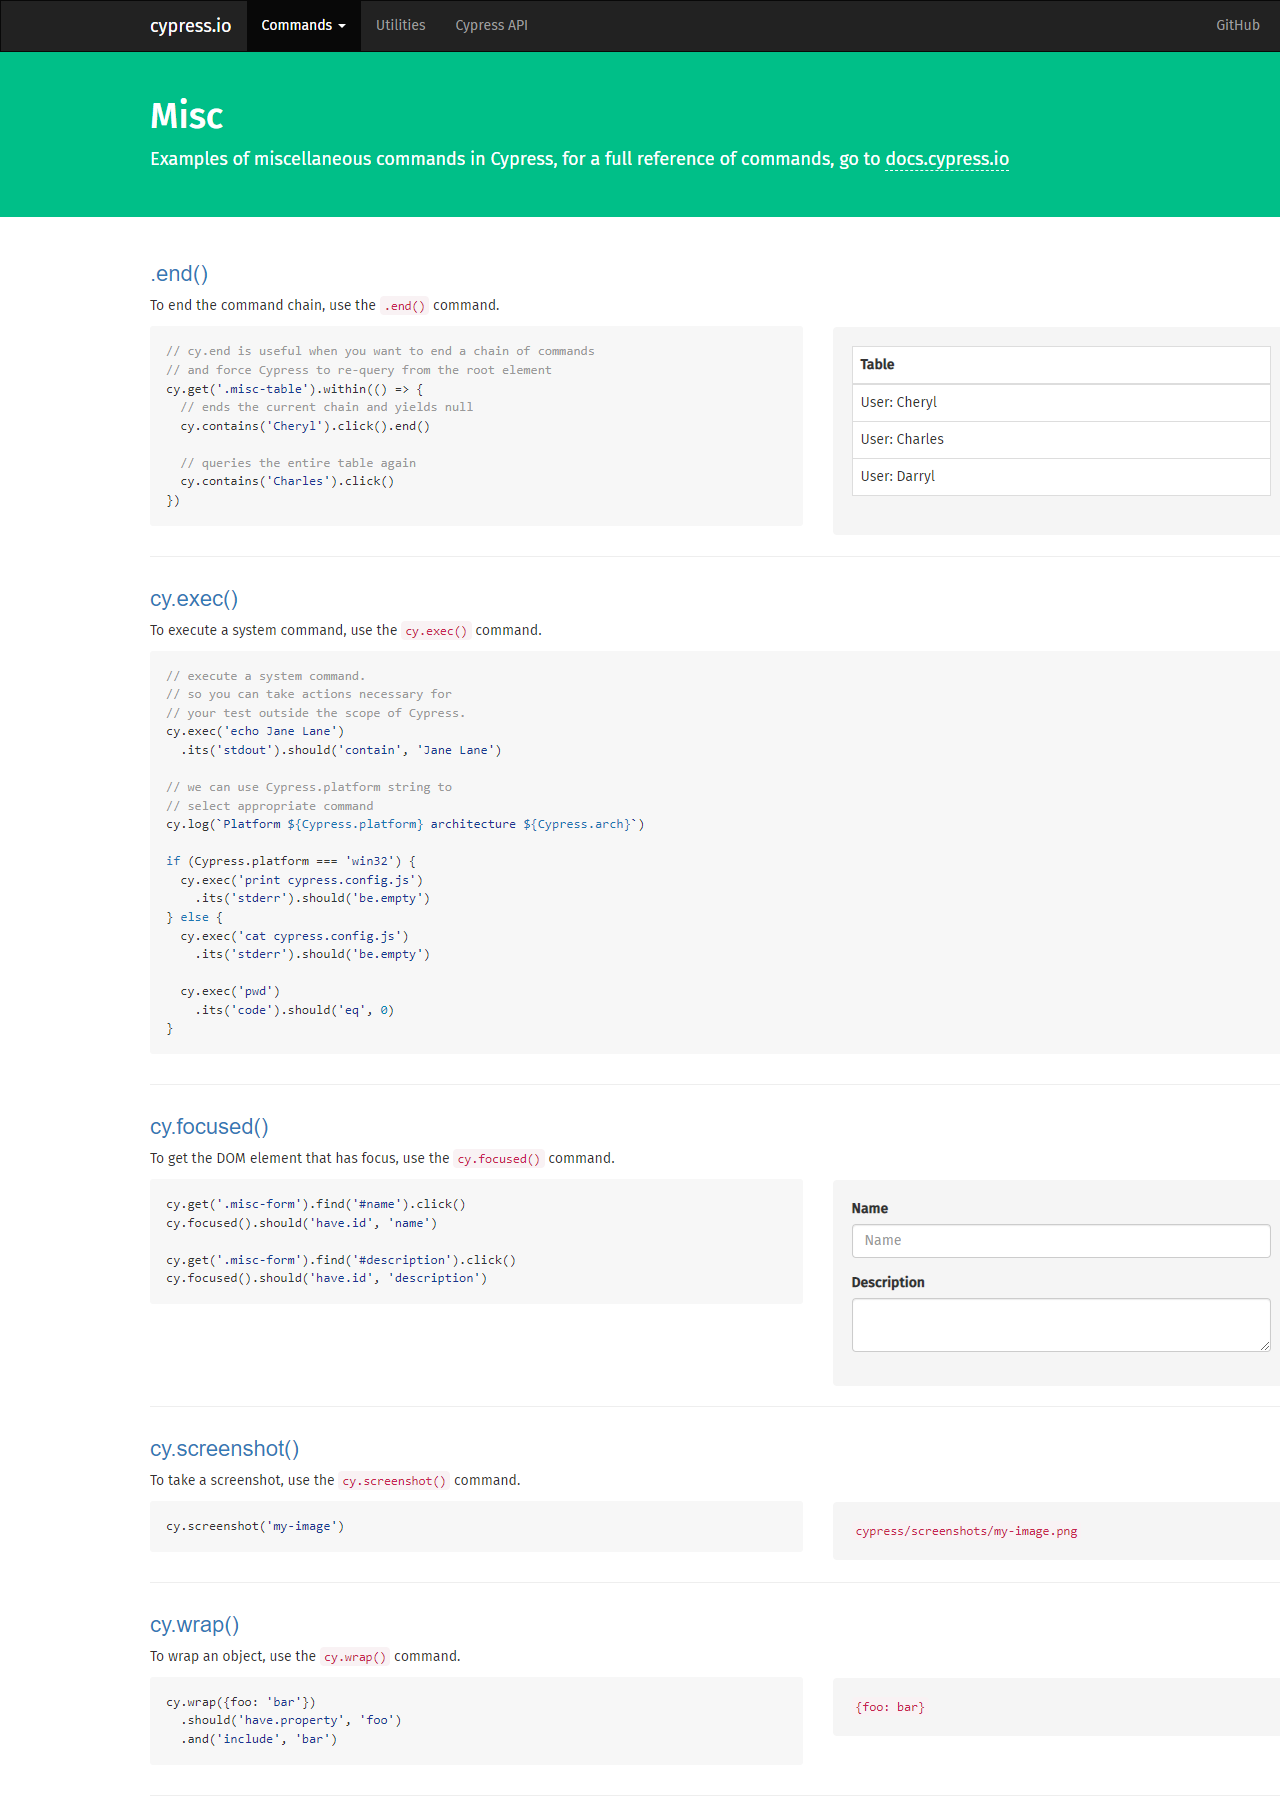 cypress.io Commands Utilities Cypress API GitHub
Misc
Examples of miscellaneous commands in Cypress, for a full reference of commands, go to docs.cypress.io
.end()
To end the command chain, use the .end() command.
// cy.end is useful when you want to end a chain of commands
// and force Cypress to re-query from the root element
cy.get('.misc-table').within(() => {
  // ends the current chain and yields null
  cy.contains('Cheryl').click().end()
  // queries the entire table again
  cy.contains('Charles').click()
})
Table
User: Cheryl
User: Charles
User: Darryl
cy.exec()
To execute a system command, use the cy.exec() command.
// execute a system command.
// so you can take actions necessary for
// your test outside the scope of Cypress.
cy.exec('echo Jane Lane')
  .its('stdout').should('contain', 'Jane Lane')
// we can use Cypress.platform string to
// select appropriate command
cy.log(`Platform ${Cypress.platform} architecture ${Cypress.arch}`)
if (Cypress.platform === 'win32') {
  cy.exec('print cypress.config.js')
    .its('stderr').should('be.empty')
} else {
  cy.exec('cat cypress.config.js')
    .its('stderr').should('be.empty')
  cy.exec('pwd')
    .its('code').should('eq', 0)
}
cy.focused()
To get the DOM element that has focus, use the cy.focused() command.
cy.get('.misc-form').find('#name').click()
cy.focused().should('have.id', 'name')
cy.get('.misc-form').find('#description').click()
cy.focused().should('have.id', 'description')
Name
Name
Description
cy.screenshot()
To take a screenshot, use the cy.screenshot() command.
cy.screenshot('my-image')
cypress/screenshots/my-image.png
cy.wrap()
To wrap an object, use the cy.wrap() command.
cy.wrap({foo: 'bar'})
  .should('have.property', 'foo')
  .and('include', 'bar')
{foo: bar}